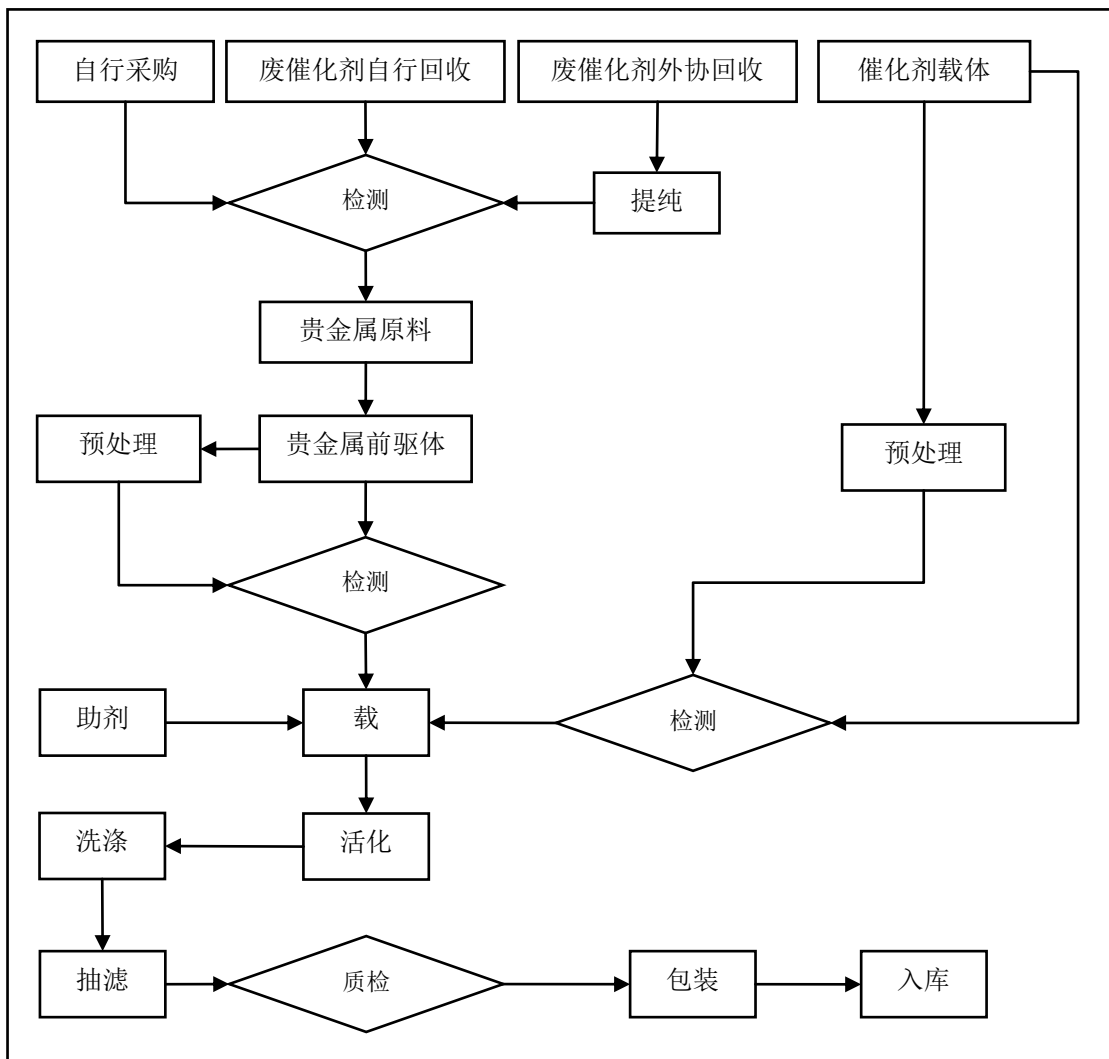 自行采购
废催化剂自行回收
废催化剂外协回收
催化剂载体
检测
提纯
贵金属原料
预处理
贵金属前驱体
预处理
检测
助剂
载
检测
洗涤
活化
抽滤
质检
包装
入库